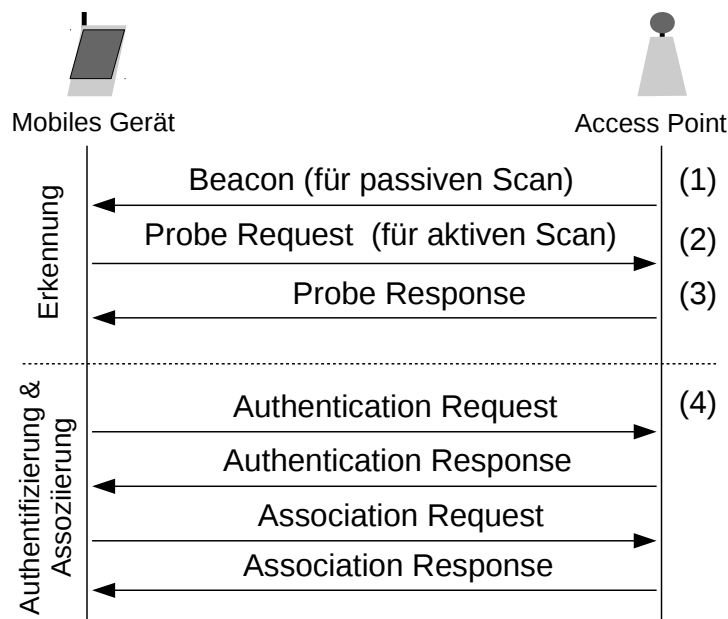 Mobiles Gerät
Access Point
Erkennung
Beacon (für passiven Scan)
(1)
Probe Request (für aktiven Scan)
(2)
Probe Response
(3)
Authentifizierung &
Assoziierung
Authentication Request
(4)
Authentication Response
Association Request
Association Response